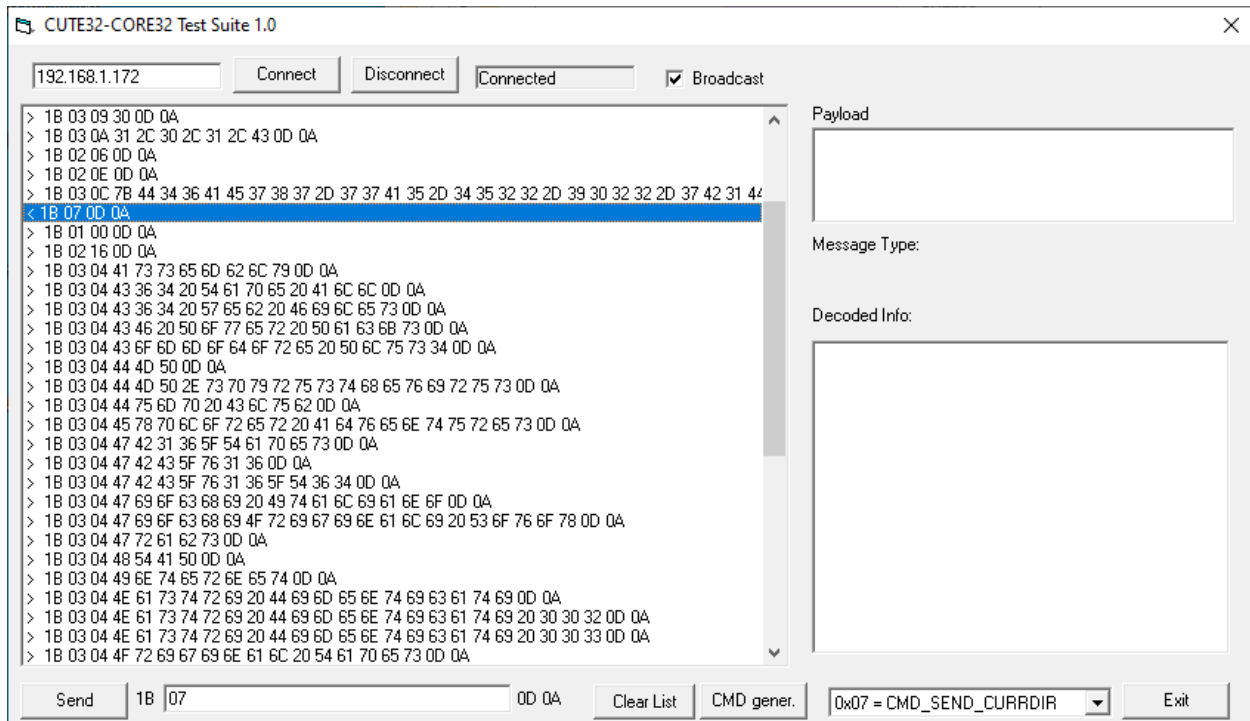 CUTE32-CORE32 Test Suite 1.0
192.168.1.172 Connect Disconnect Connected Broadcast
> 1B 03 09 30 0D 0A
> 1B 03 0A 31 2C 30 2C 31 2C 43 0D 0A
> 1B 02 06 0D 0A
> 1B 02 0E 0D 0A
> 1B 03 0C 7B 44 34 36 41 45 37 38 37 2D 37 37 41 35 2D 34 35 32 32 2D 39 30 32 32 2D 37 42 31 44
< 1B 07 0D 0A
> 1B 01 00 0D 0A
> 1B 02 16 0D 0A
> 1B 03 04 41 73 73 65 6D 62 6C 79 0D 0A
> 1B 03 04 43 36 34 20 54 61 70 65 20 41 6C 6C 0D 0A
> 1B 03 04 43 36 34 20 57 65 62 20 46 69 6C 65 73 0D 0A
> 1B 03 04 43 46 20 50 6F 77 65 72 20 50 61 63 6B 73 0D 0A
> 1B 03 04 43 6F 6D 6D 6F 64 6F 72 65 20 50 6C 75 73 34 0D 0A
> 1B 03 04 44 4D 50 0D 0A
> 1B 03 04 44 4D 50 2E 73 70 79 72 75 73 74 68 65 76 69 72 75 73 0D 0A
> 1B 03 04 44 75 6D 70 20 43 6C 75 62 0D 0A
> 1B 03 04 45 78 70 6C 6F 72 65 72 20 41 64 76 65 6E 74 75 72 65 73 0D 0A
> 1B 03 04 47 42 31 36 5F 54 61 70 65 73 0D 0A
> 1B 03 04 47 42 43 5F 76 31 36 0D 0A
> 1B 03 04 47 42 43 5F 76 31 36 5F 54 36 34 0D 0A
> 1B 03 04 47 69 6F 63 68 69 20 49 74 61 6C 69 61 6E 6F 0D 0A
> 1B 03 04 47 69 6F 63 68 69 4F 72 69 67 69 6E 61 6C 69 20 53 6F 76 6F 78 0D 0A
> 1B 03 04 47 72 61 62 73 0D 0A
> 1B 03 04 48 54 41 50 0D 0A
> 1B 03 04 49 6E 74 65 72 6E 65 74 0D 0A
> 1B 03 04 4E 61 73 74 72 69 20 44 69 6D 65 6E 74 69 63 61 74 69 0D 0A
> 1B 03 04 4E 61 73 74 72 69 20 44 69 6D 65 6E 74 69 63 61 74 69 20 30 30 32 0D 0A
> 1B 03 04 4E 61 73 74 72 69 20 44 69 6D 65 6E 74 69 63 61 74 69 20 30 30 33 0D 0A
> 1B 03 04 4F 72 69 67 69 6E 61 6C 20 54 61 70 65 73 0D 0A
Payload
Message Type:
Decoded Info:
Send 1B 07 0D 0A Clear List CMD gener. 0x07 = CMD_SEND_CURRDIR Exit